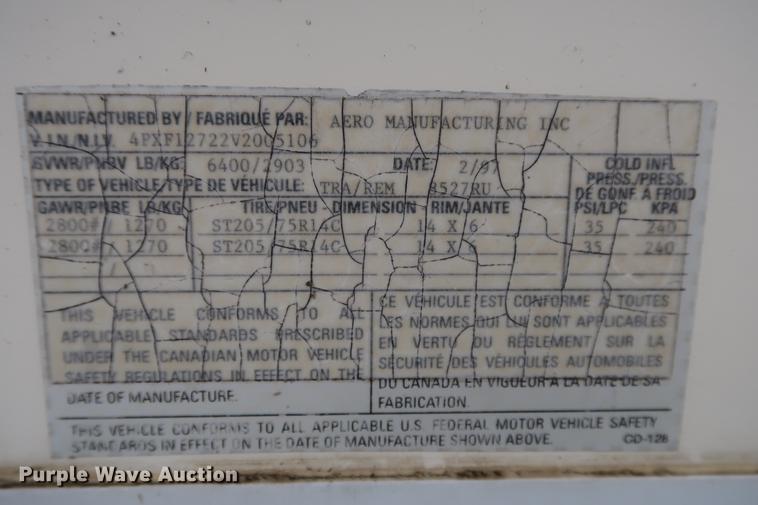 MANUFACTURED BY / FABRIQUÉ PAR: AERO MANUFACTURING INC
V.I.N./N.I.V. 4PXF12722V2005106
GVWR/PNBV LB/KG 6400/2903 DATE: 2/97 COLD INFL
PRESS./PRESS.
TYPE OF VEHICLE/TYPE DE VÉHICULE: TRA/REM 8527RU DE GONF. A FROID
GAWR/PNBE LB/KG TIRE/PNEU - DIMENSION - RIM/JANTE PSI/LPC KPA
2800# / 1270 ST205/75R14C 14 X 6 35 240
2800# / 1270 ST205/75R14C 14 X 6 35 240
/
THIS VEHICLE CONFORMS TO ALL
APPLICABLE STANDARDS PRESCRIBED
UNDER THE CANADIAN MOTOR VEHICLE
SAFETY REGULATIONS IN EFFECT ON THE
DATE OF MANUFACTURE.
CE VÉHICULE EST CONFORME A TOUTES
LES NORMES QUI LUI SONT APPLICABLES
EN VERTU DU RÈGLEMENT SUR LA
SÉCURITÉ DES VÉHICULES AUTOMOBILES
DU CANADA EN VIGUEUR A LA DATE DE SA
FABRICATION.
THIS VEHICLE CONFORMS TO ALL APPLICABLE U.S. FEDERAL MOTOR VEHICLE SAFETY
STANDARDS IN EFFECT ON THE DATE OF MANUFACTURE SHOWN ABOVE. CD-128
Purple Wave Auction